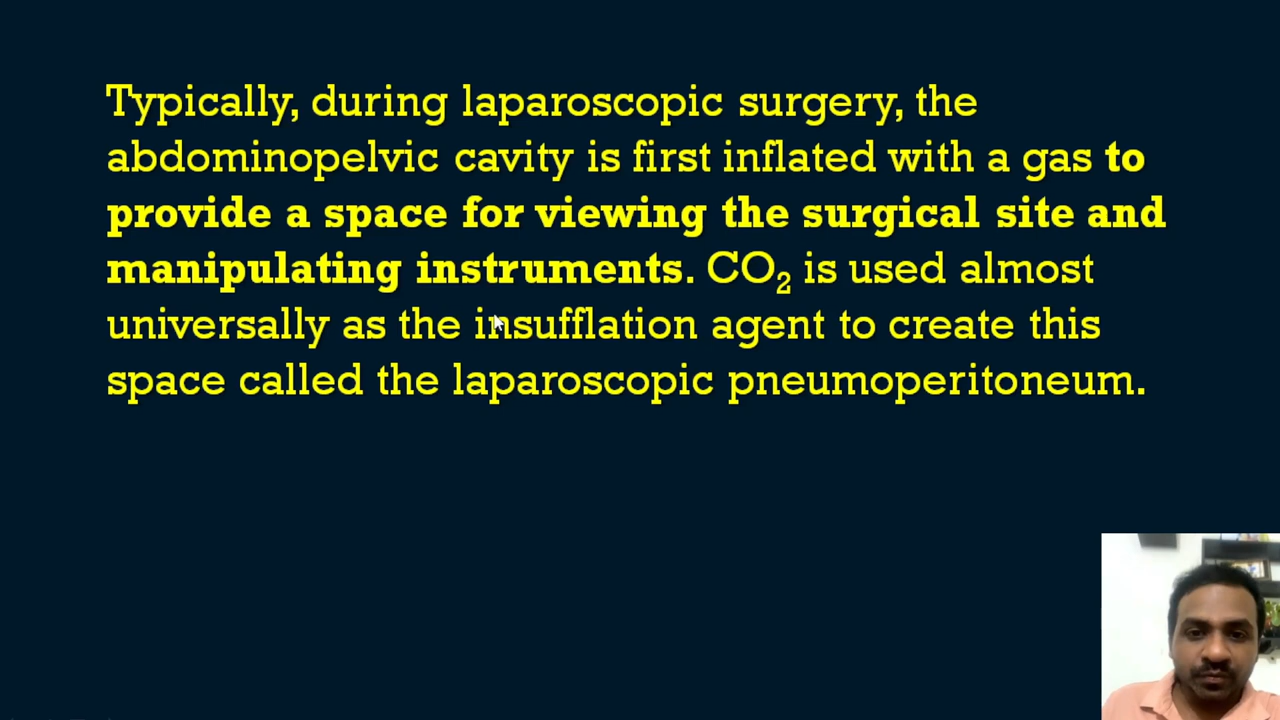 Typically, during laparoscopic surgery, the
abdominopelvic cavity is first inflated with a gas to
provide a space for viewing the surgical site and
manipulating instruments. CO₂ is used almost
universally as the insufflation agent to create this
space called the laparoscopic pneumoperitoneum.